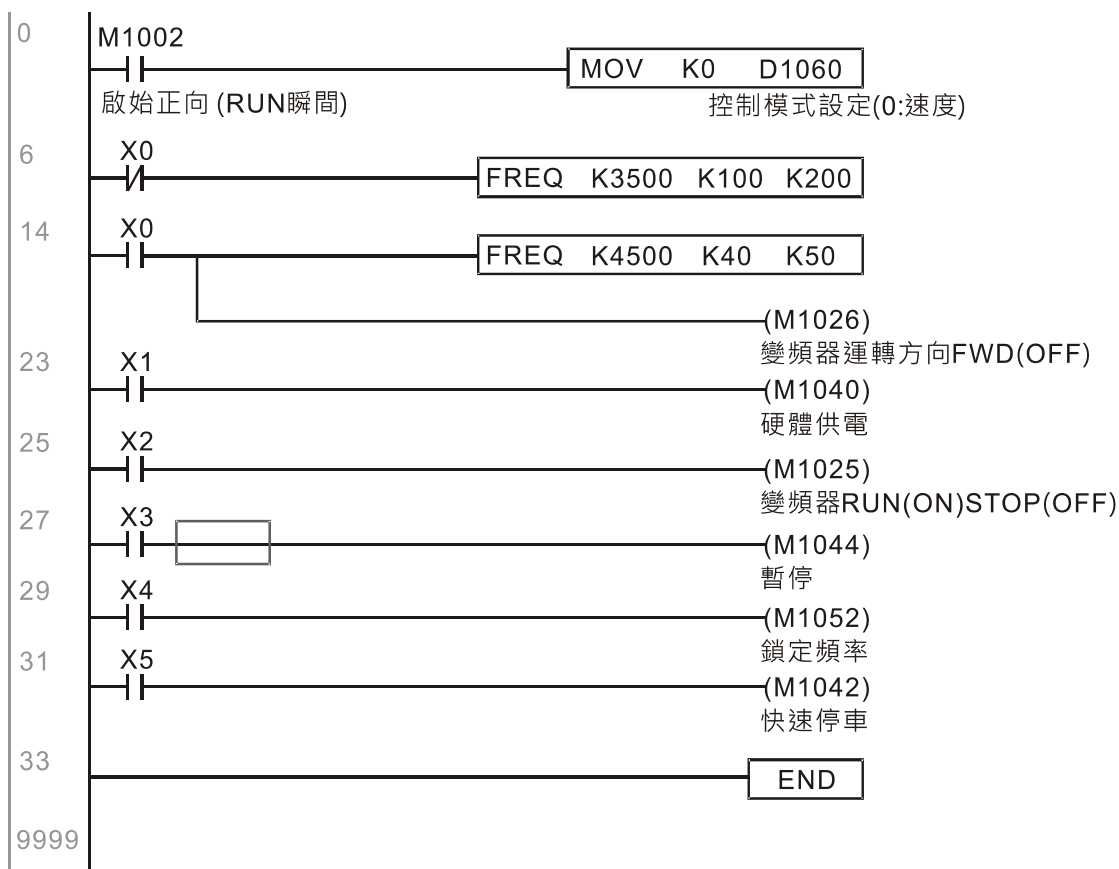 0
M1002
MOV K0 D1060
啟始正向 (RUN瞬間)
控制模式設定(0:速度)
6
X0
FREQ K3500 K100 K200
14
X0
FREQ K4500 K40 K50
(M1026)
變頻器運轉方向FWD(OFF)
23
X1
(M1040)
硬體供電
25
X2
(M1025)
變頻器RUN(ON)STOP(OFF)
27
X3
(M1044)
暫停
29
X4
(M1052)
鎖定頻率
31
X5
(M1042)
快速停車
33
END
9999